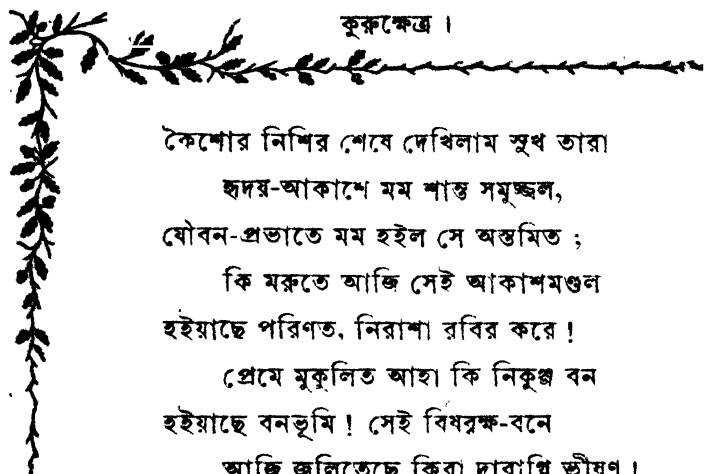 কুরুক্ষেত্র ।
কৈশোর নিশির শেষে দেখিলাম সুখ তারা
হৃদয়-আকাশে মম শান্ত সমুজ্জ্বল,
যৌবন-প্রভাতে মম হইল সে অস্তমিত ;
কি মরুতে আজি সেই আকাশমণ্ডল
হইয়াছে পরিণত, নিরাশা রবির করে !
প্রেমে মুকুলিত আহা কি নিকুঞ্জ বন
হইয়াছে বনভূমি ! সেই বিষবৃক্ষ-বনে
আজি জ্বলিতেছে কিবা দাবাগ্নি ভীষণ !